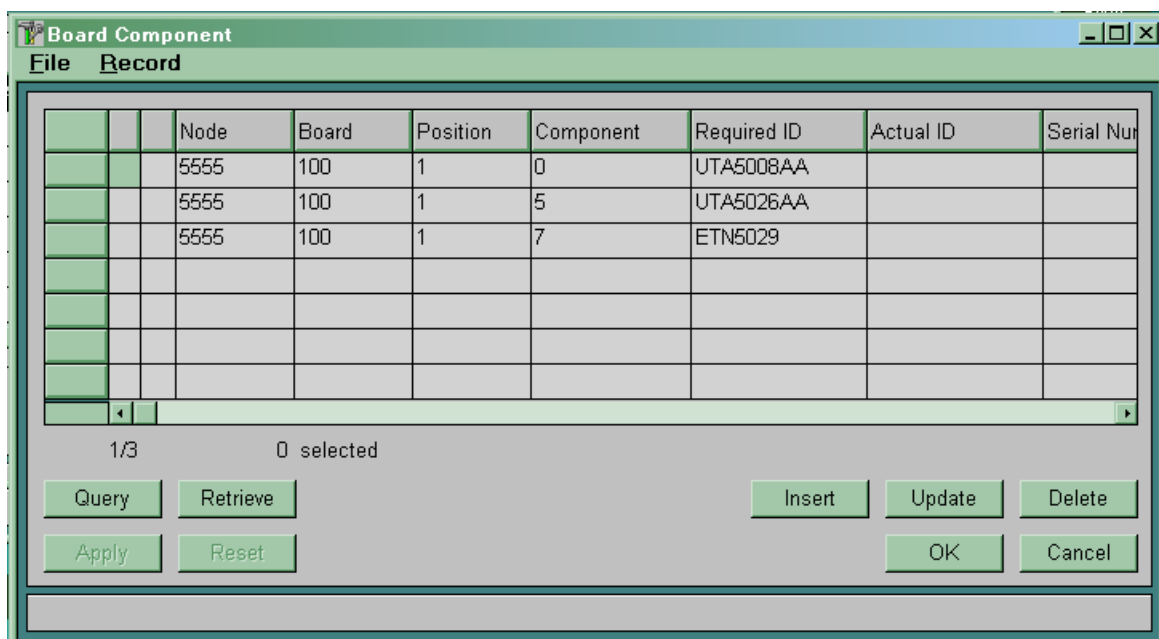 Board Component
File Record
Node Board Position Component Required ID Actual ID Serial Nur
5555 100 1 0 UTA5008AA
5555 100 1 5 UTA5026AA
5555 100 1 7 ETN5029
1/3 0 selected
Query Retrieve Insert Update Delete
Apply Reset OK Cancel